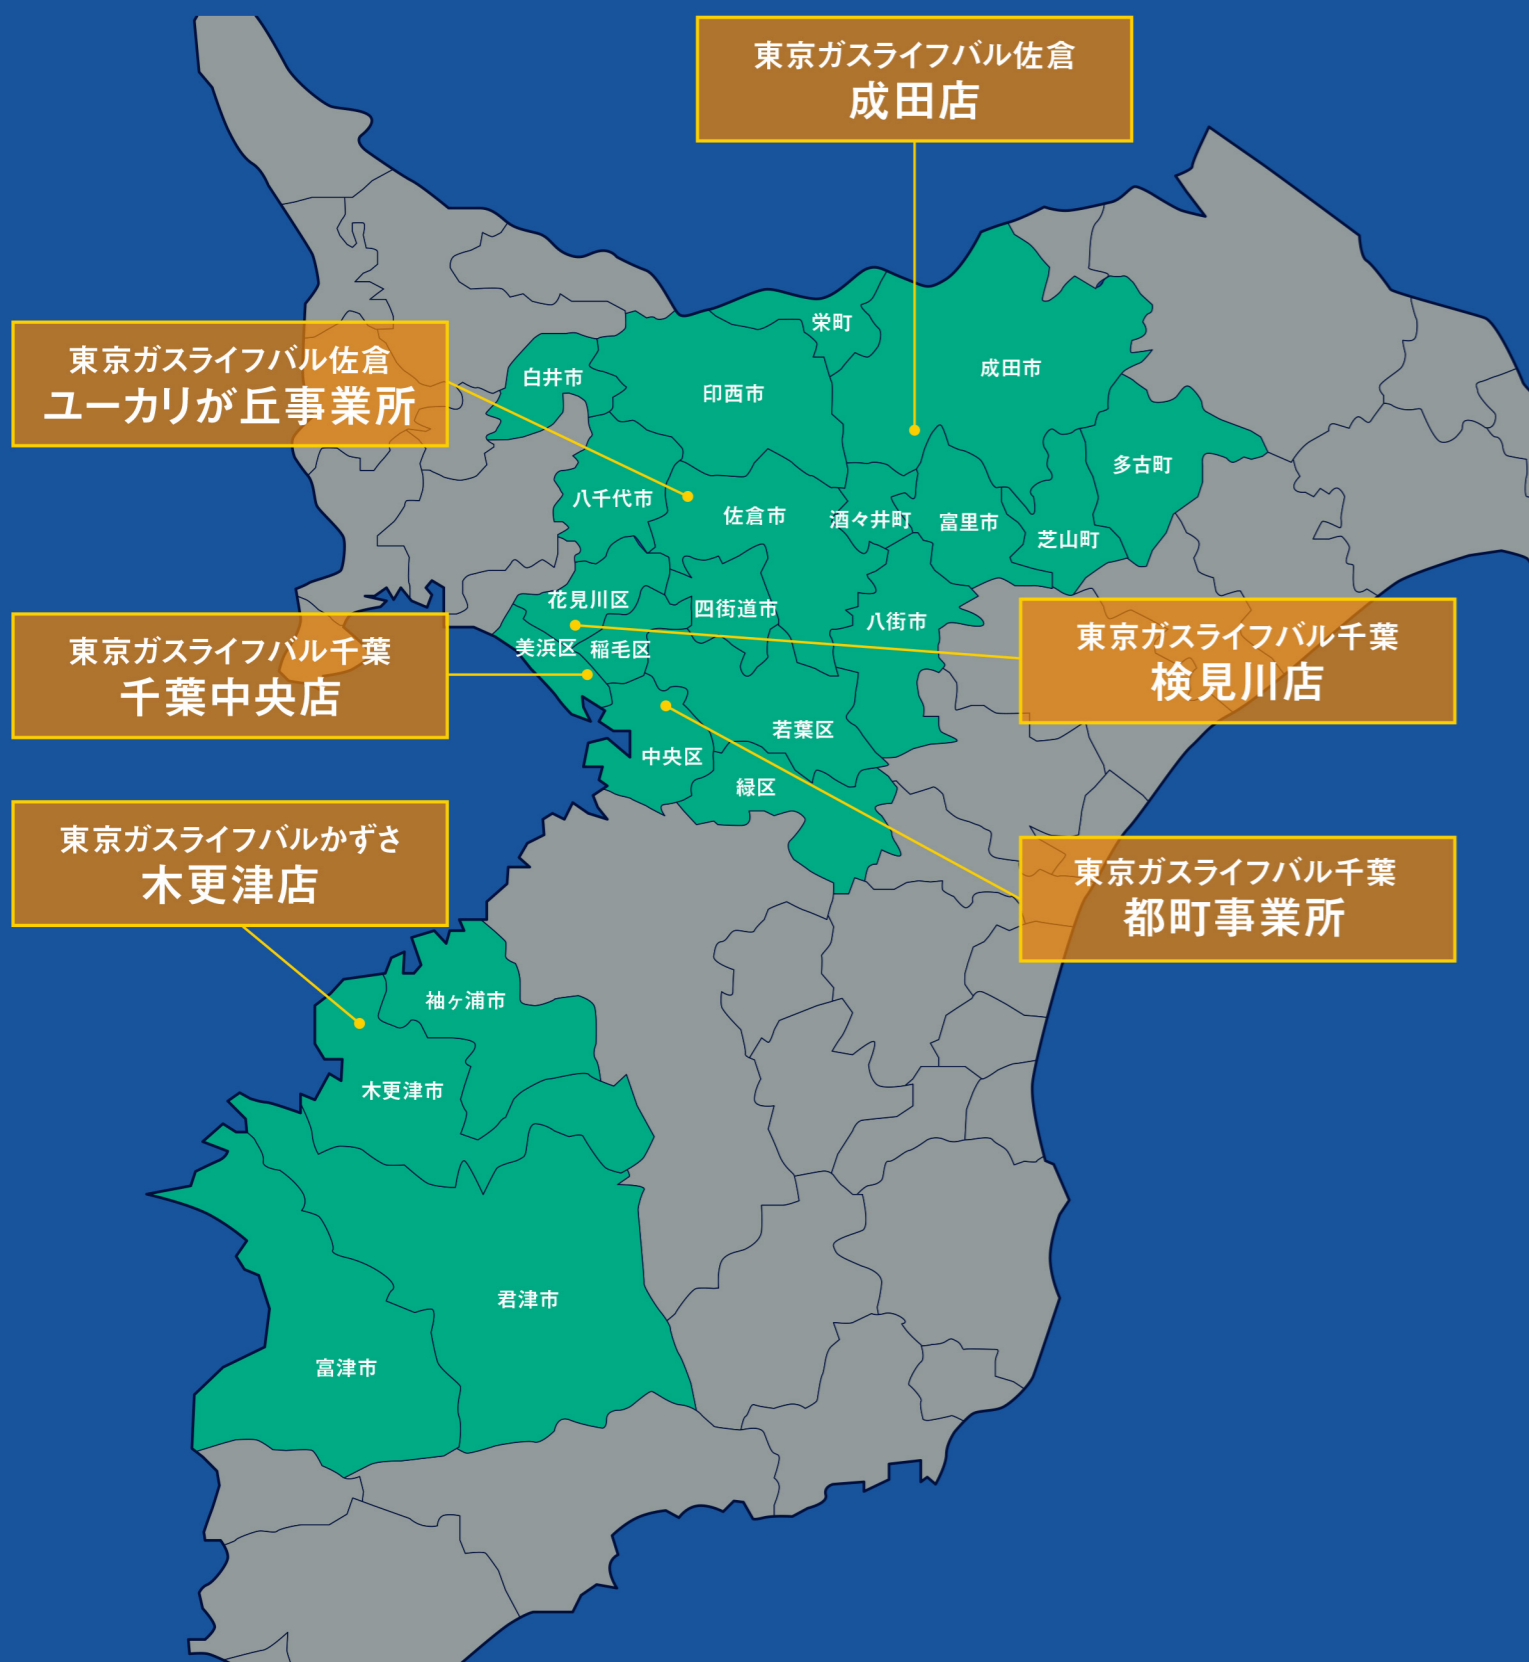 東京ガスライフバル佐倉
成田店
栄町
成田市
東京ガスライフバル佐倉
ユーカリが丘事業所
白井市
印西市
多古町
八千代市
佐倉市
酒々井町
富里市
芝山町
花見川区
四街道市
八街市
東京ガスライフバル千葉
検見川店
美浜区
稲毛区
東京ガスライフバル千葉
千葉中央店
若葉区
中央区
緑区
東京ガスライフバルかずさ
木更津店
東京ガスライフバル千葉
都町事業所
袖ヶ浦市
木更津市
君津市
富津市